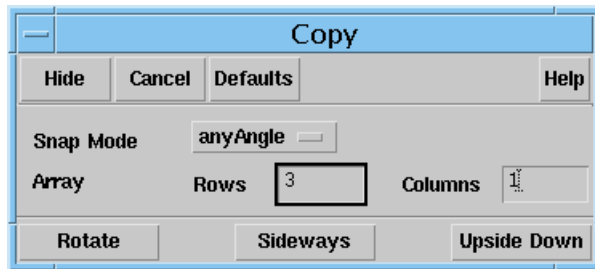 Copy
Hide Cancel Defaults Help
Snap Mode anyAngle
Array Rows 3 Columns 1
Rotate Sideways Upside Down